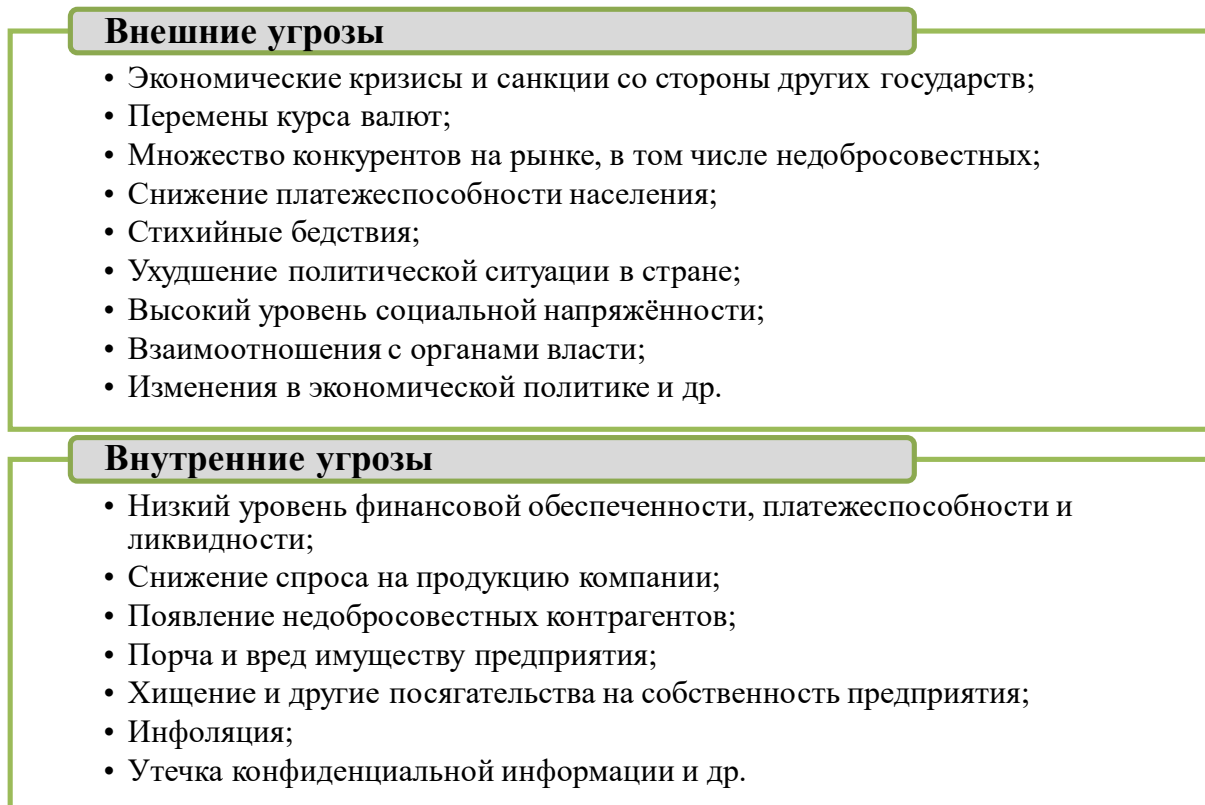 Внешние угрозы
• Экономические кризисы и санкции со стороны других государств;
• Перемены курса валют;
• Множество конкурентов на рынке, в том числе недобросовестных;
• Снижение платежеспособности населения;
• Стихийные бедствия;
• Ухудшение политической ситуации в стране;
• Высокий уровень социальной напряжённости;
• Взаимоотношения с органами власти;
• Изменения в экономической политике и др.
Внутренние угрозы
• Низкий уровень финансовой обеспеченности, платежеспособности и
ликвидности;
• Снижение спроса на продукцию компании;
• Появление недобросовестных контрагентов;
• Порча и вред имуществу предприятия;
• Хищение и другие посягательства на собственность предприятия;
• Инфоляция;
• Утечка конфиденциальной информации и др.